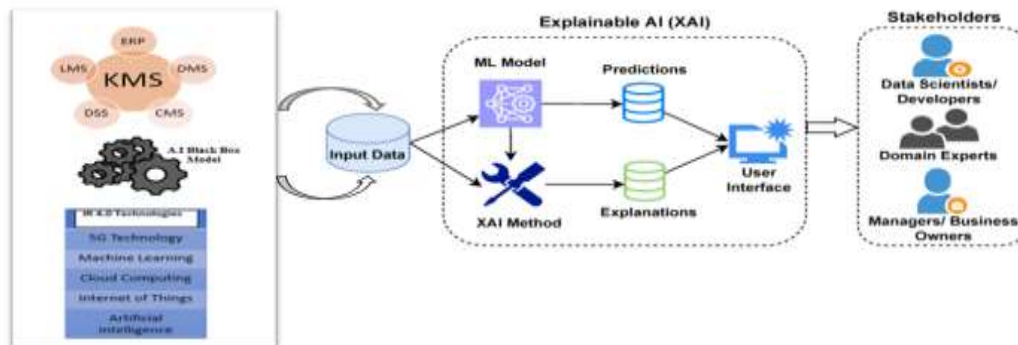 ERP
LMS
KMS
DMS
DSS
CMS
A.I Black Box
Model
IR 4.0 Technologies
5G Technology
Machine Learning
Cloud Computing
Internet of Things
Artificial
intelligence
Input Data
Explainable AI (XAI)
ML Model
Predictions
XAI Method
Explanations
User
Interface
Stakeholders
Data Scientists/
Developers
Domain Experts
Managers/ Business
Owners